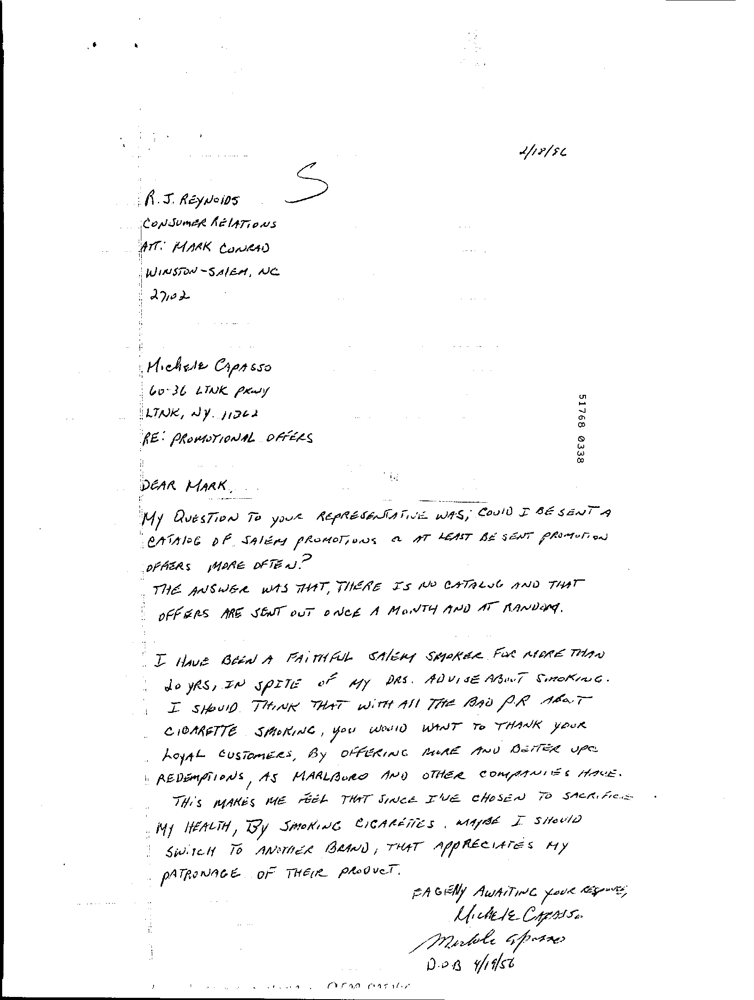 2/18/96
S
R.J. REYNOLDS
CONSUMER RELATIONS
ATT: MARK CONRAD
WINSTON-SALEM, NC
27102
Michele CAPASSO
60-36 LTNK PKWY
LTNK, NY. 11362
RE: PROMOTIONAL OFFERS
51768 0338
DEAR MARK,
MY QUESTION TO YOUR REPRESENTATIVE WAS; COULD I BE SENT A
CATALOG OF SALEM PROMOTIONS OR AT LEAST BE SENT PROMOTION
OFFERS MORE OFTEN?
THE ANSWER WAS THAT, THERE IS NO CATALOG AND THAT
OFFERS ARE SENT OUT ONCE A MONTH AND AT RANDOM.
I HAVE BEEN A FAITHFUL SALEM SMOKER FOR MORE THAN
20 YRS, IN SPITE OF MY DRS. ADVISE ABOUT SMOKING.
I SHOULD THINK THAT WITH ALL THE BAD P.R ABOUT
CIGARETTE SMOKING, YOU WOULD WANT TO THANK YOUR
LOYAL CUSTOMERS, BY OFFERING MORE AND BETTER UPC
REDEMPTIONS, AS MARLBORO AND OTHER COMPANIES HAVE.
THIS MAKES ME FEEL THAT SINCE I'VE CHOSEN TO SACRIFICE
MY HEALTH, BY SMOKING CIGARETTES, MAYBE I SHOULD
SWITCH TO ANOTHER BRAND, THAT APPRECIATES MY
PATRONAGE OF THEIR PRODUCT.
EAGERLY AWAITING YOUR RESPONSE,
MICHELE CAPASSO
Michele Capasso
D.O.B 4/19/56